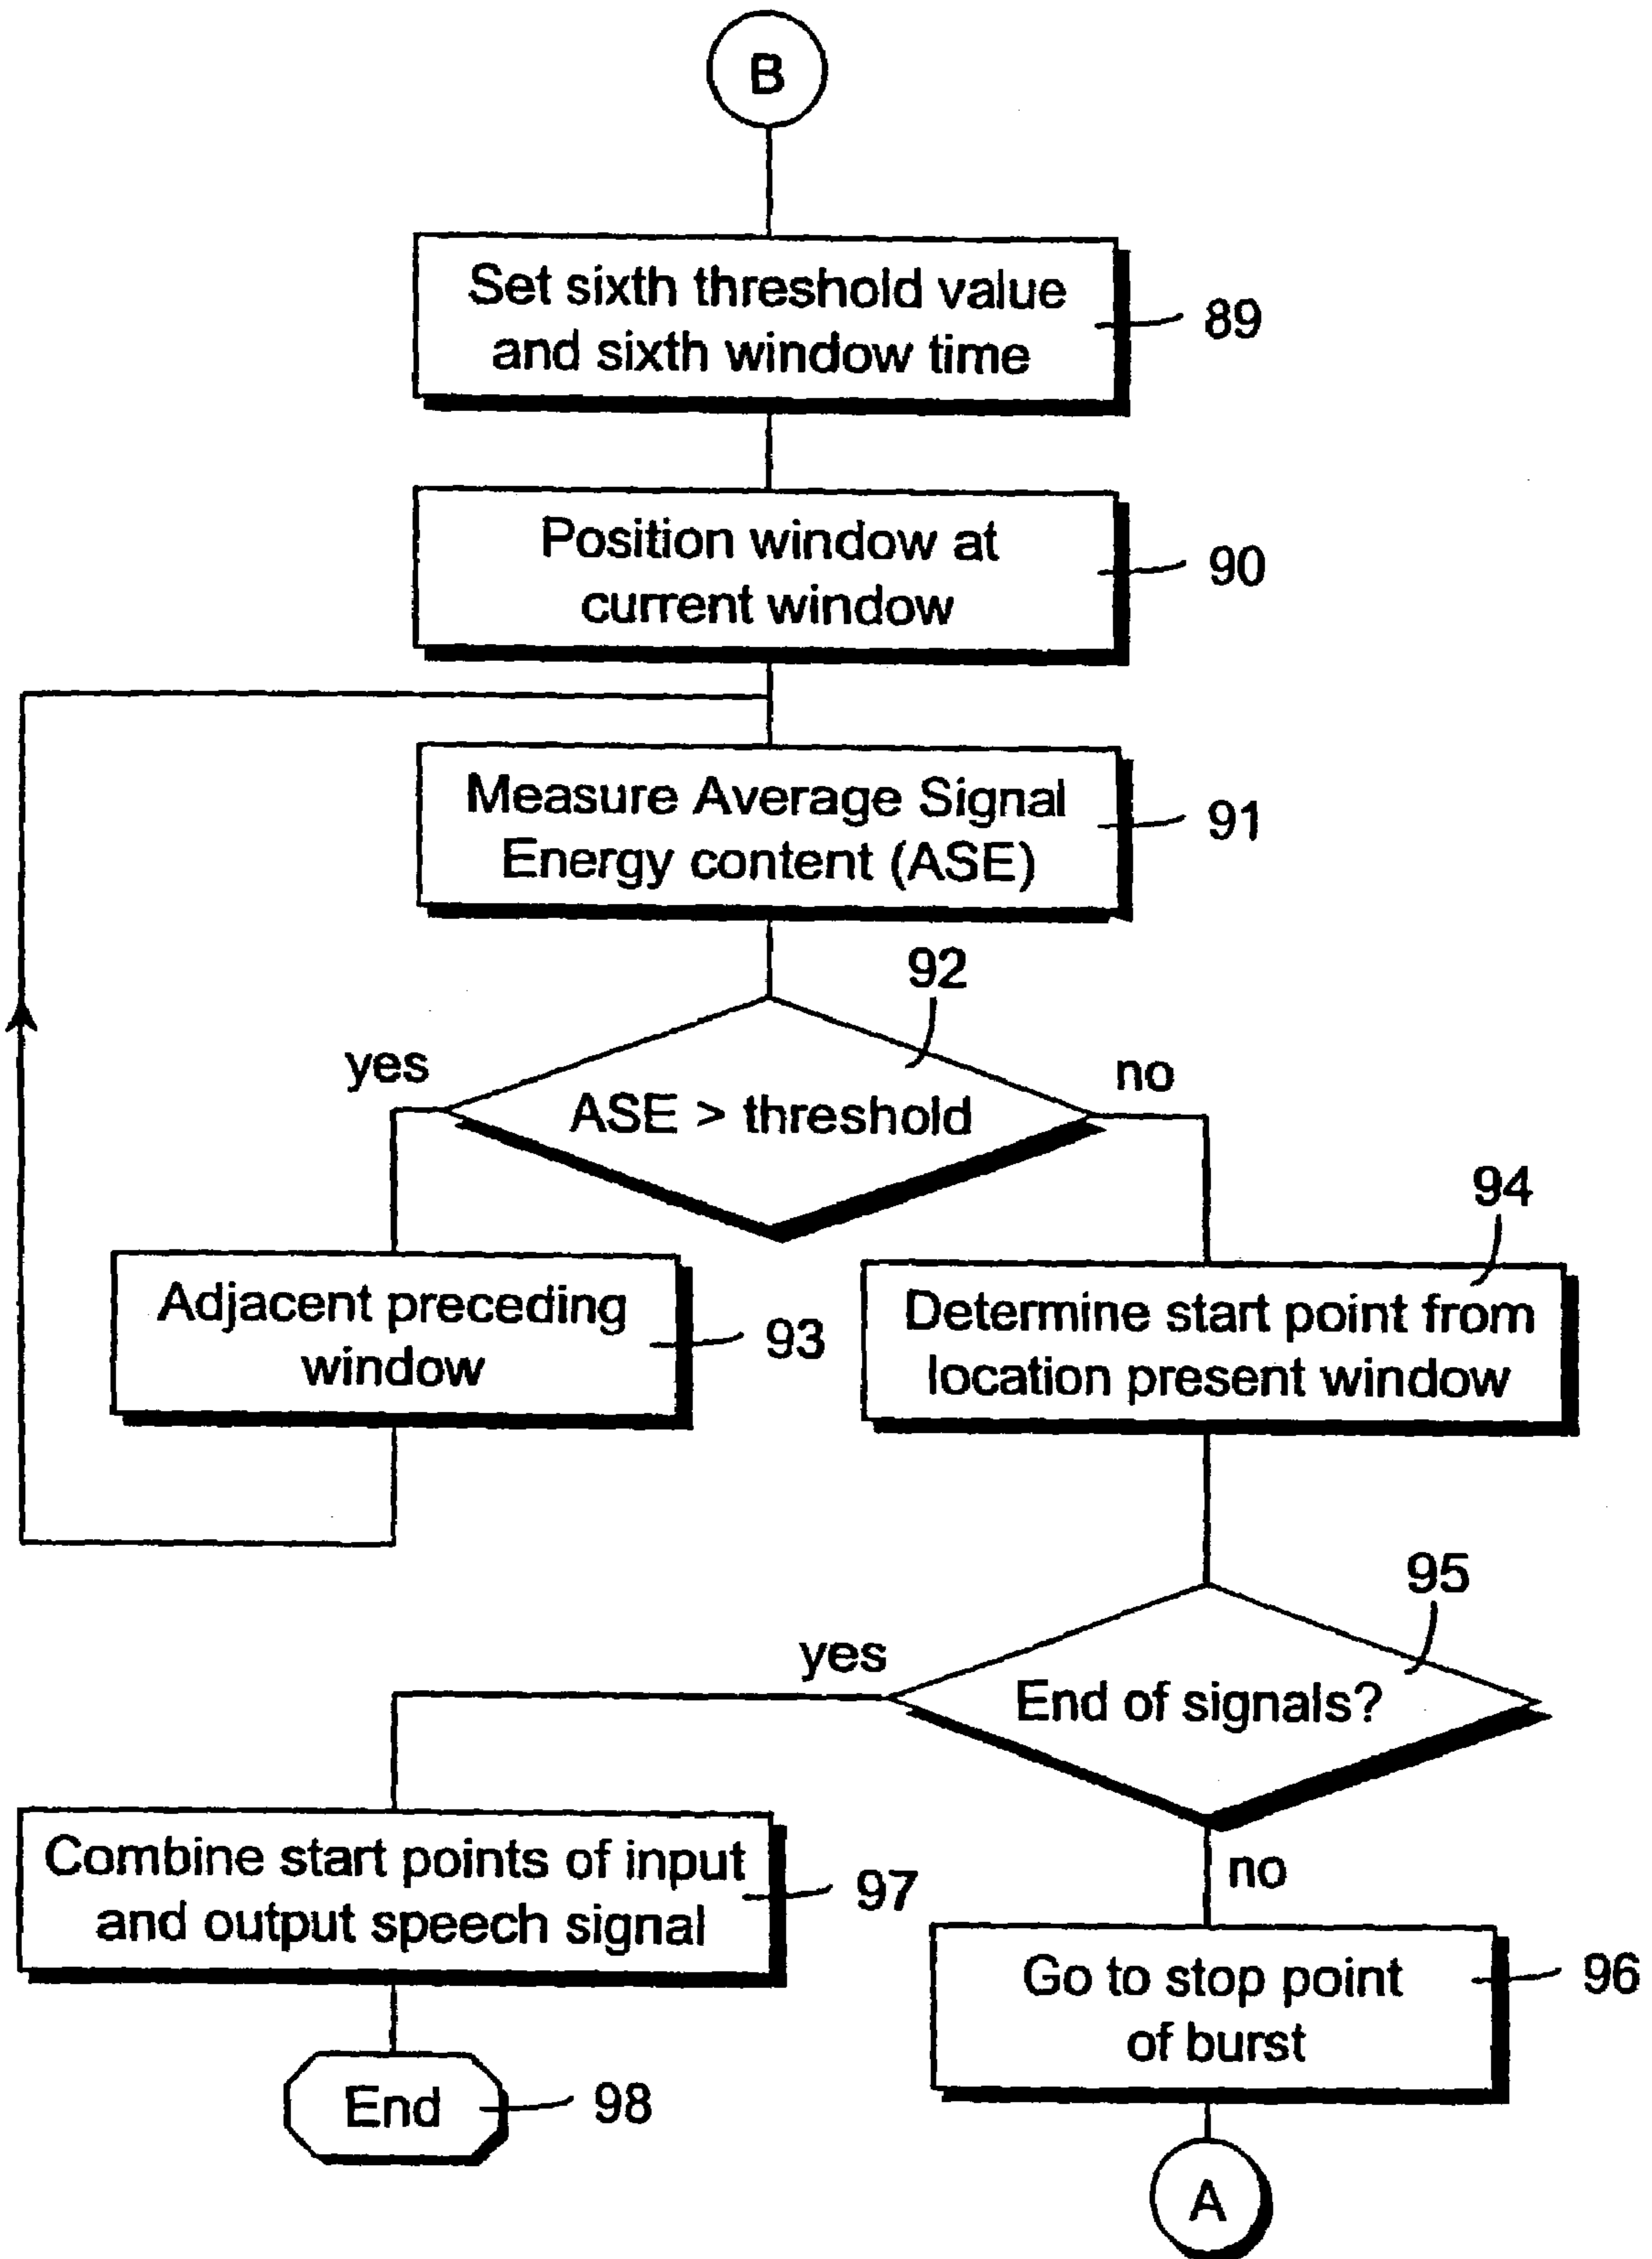 B
Set sixth threshold value
and sixth window time
89
Position window at
current window
90
Measure Average Signal
Energy content (ASE)
91
92
yes
ASE > threshold
no
94
Adjacent preceding
window
93
Determine start point from
location present window
95
yes
End of signals?
Combine start points of input
and output speech signal
97
no
Go to stop point
of burst
96
End
98
A